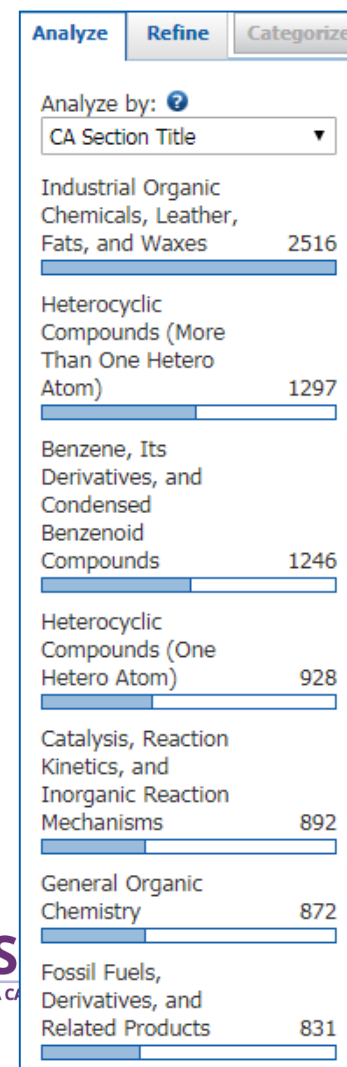 Analyze Refine Categorize
Analyze by:
CA Section Title
Industrial Organic
Chemicals, Leather,
Fats, and Waxes 2516
Heterocyclic
Compounds (More
Than One Hetero
Atom) 1297
Benzene, Its
Derivatives, and
Condensed
Benzenoid
Compounds 1246
Heterocyclic
Compounds (One
Hetero Atom) 928
Catalysis, Reaction
Kinetics, and
Inorganic Reaction
Mechanisms 892
General Organic
Chemistry 872
S
Fossil Fuels,
A CA
Derivatives, and
Related Products 831